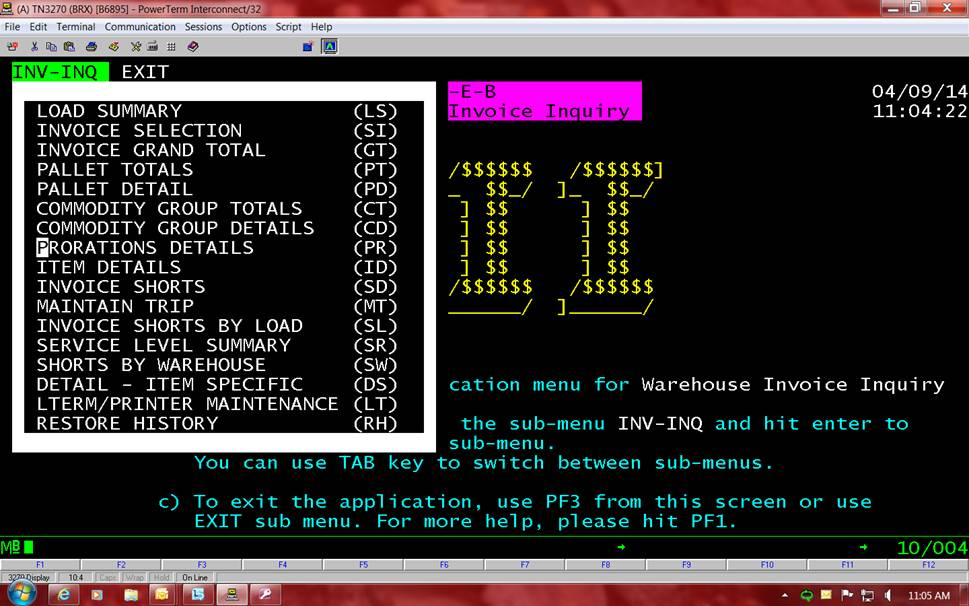 (A) TN3270 (BRX) [B6895] - PowerTerm Interconnect/32
File Edit Terminal Communication Sessions Options Script Help
INV-INQ EXIT
-E-B 04/09/14
Invoice Inquiry 11:04:22
LOAD SUMMARY (LS)
INVOICE SELECTION (SI)
INVOICE GRAND TOTAL (GT)
PALLET TOTALS (PT)
PALLET DETAIL (PD)
COMMODITY GROUP TOTALS (CT)
COMMODITY GROUP DETAILS (CD)
PRORATIONS DETAILS (PR)
ITEM DETAILS (ID)
INVOICE SHORTS (SD)
MAINTAIN TRIP (MT)
INVOICE SHORTS BY LOAD (SL)
SERVICE LEVEL SUMMARY (SR)
SHORTS BY WAREHOUSE (SW)
DETAIL - ITEM SPECIFIC (DS)
LTERM/PRINTER MAINTENANCE (LT)
RESTORE HISTORY (RH)
/$$$$$$ /$$$$$$]
_ $$_/ ]_ $$_/
] $$ ] $$
] $$ ] $$
] $$ ] $$
] $$ ] $$
/$$$$$$ /$$$$$$
______/ ]______/
cation menu for Warehouse Invoice Inquiry
the sub-menu INV-INQ and hit enter to
sub-menu.
You can use TAB key to switch between sub-menus.
c) To exit the application, use PF3 from this screen or use
EXIT sub menu. For more help, please hit PF1.
MB 10/004
F1 F2 F3 F4 F5 F6 F7 F8 F9 F10 F11 F12
3270 Display 10:4 Caps Wrap Hold On Line
11:05 AM